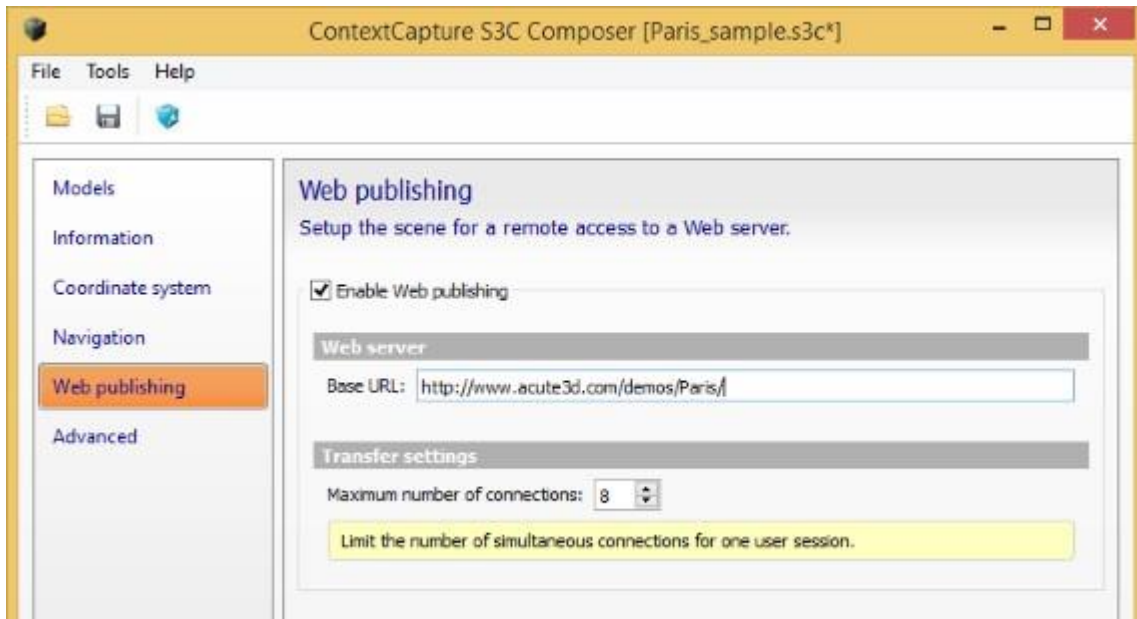 ContextCapture S3C Composer [Paris_sample.s3c*]
File Tools Help
Models
Information
Coordinate system
Navigation
Web publishing
Advanced
Web publishing
Setup the scene for a remote access to a Web server.
Enable Web publishing
Web server
Base URL: http://www.acute3d.com/demos/Paris/
Transfer settings
Maximum number of connections: 8
Limit the number of simultaneous connections for one user session.